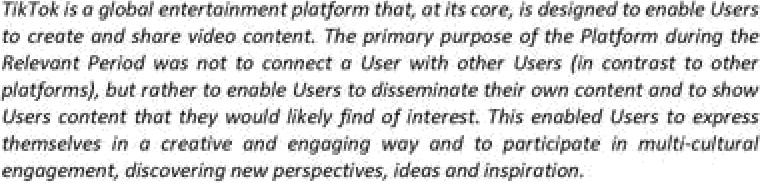 TikTok is a global entertainment platform that, at its core, is designed to enable Users
to create and share video content. The primary purpose of the Platform during the
Relevant Period was not to connect a User with other Users (in contrast to other
platforms), but rather to enable Users to disseminate their own content and to show
Users content that they would likely find of interest. This enabled Users to express
themselves in a creative and engaging way and to participate in multi-cultural
engagement, discovering new perspectives, ideas and inspiration.